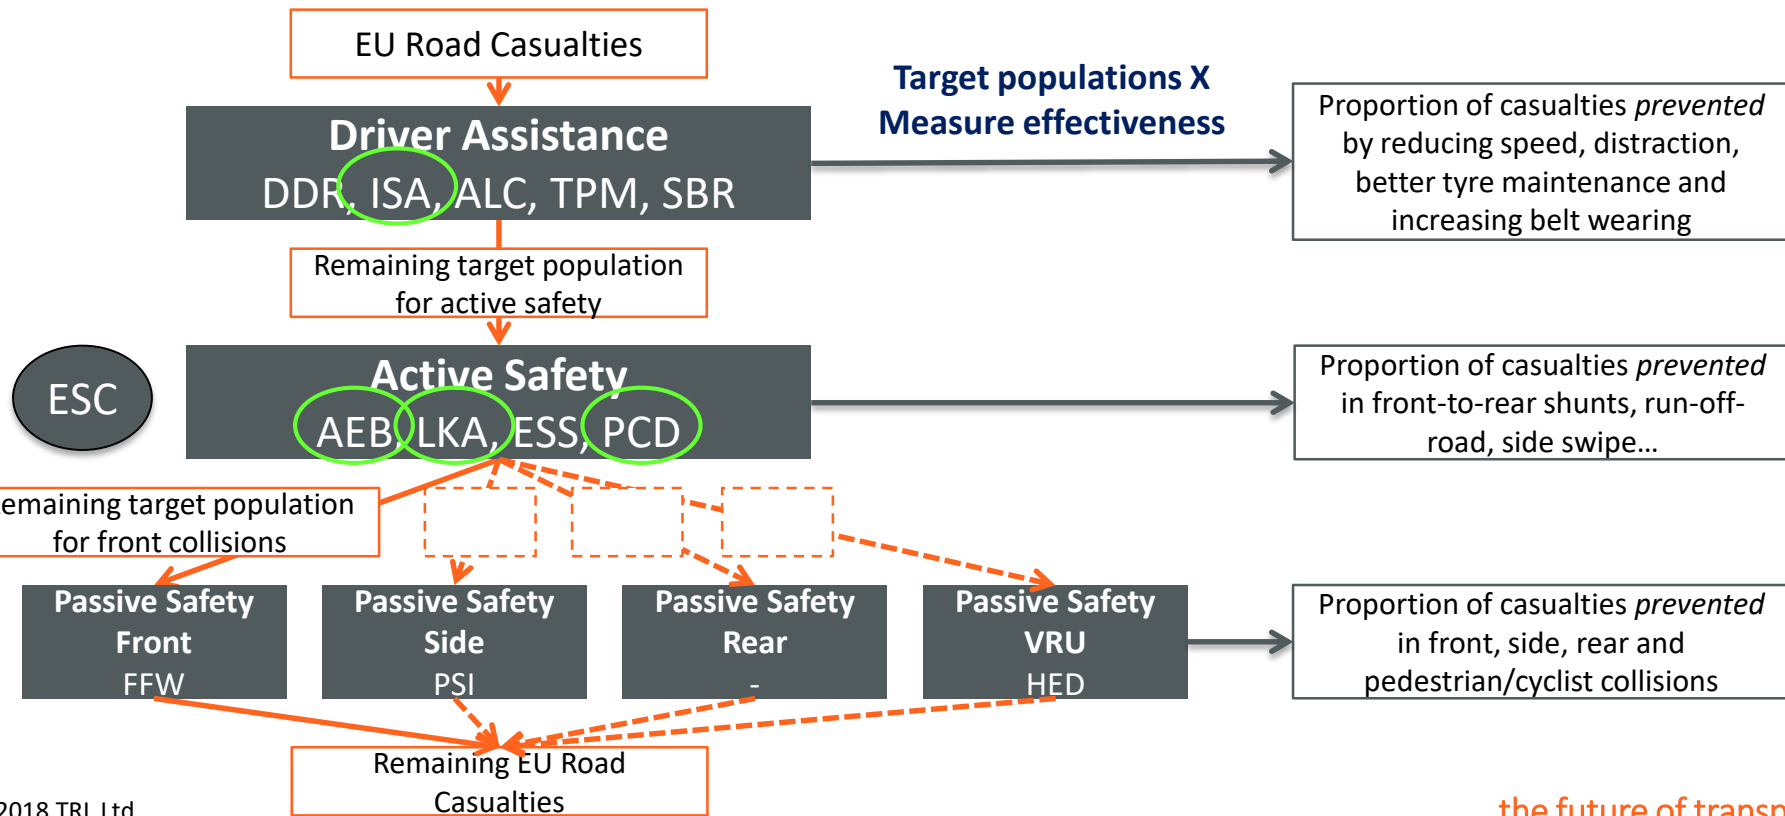 EU Road Casualties
Target populations X
Measure effectiveness
Driver Assistance
DDR, ISA, ALC, TPM, SBR
Proportion of casualties prevented
by reducing speed, distraction,
better tyre maintenance and
increasing belt wearing
Remaining target population
for active safety
ESC
Active Safety
AEB, LKA, ESS, PCD
Proportion of casualties prevented
in front-to-rear shunts, run-off-
road, side swipe...
emaining target population
for front collisions
Passive Safety
Front
FFW
Passive Safety
Side
PSI
Passive Safety
Rear
-
Passive Safety
VRU
HED
Proportion of casualties prevented
in front, side, rear and
pedestrian/cyclist collisions
Remaining EU Road
Casualties
2018 TRL Ltd
the future of transp